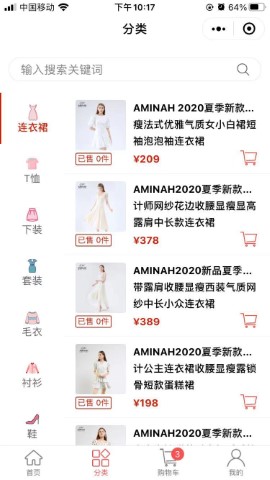 中国移动
下午 10:17
64%
分类
输入搜索关键词
连衣裙
T恤
下装
套装
毛衣
衬衫
鞋
AMINAH 2020夏季新款...
瘦法式优雅气质女小白裙短
袖泡泡袖连衣裙
已售 0件
¥209
AMINAH2020夏季新款...
计师网纱花边收腰显瘦显高
露肩中长款连衣裙
已售 0件
¥378
AMINAH2020新品夏季...
带露肩收腰显瘦西装气质网
纱中长小众连衣裙
已售 0件
¥389
AMINAH2020夏季新款...
计公主连衣裙收腰显瘦露锁
骨短款蛋糕裙
已售 0件
¥198
AMINAH2020夏季新款...
首页
分类
3
购物车
我的